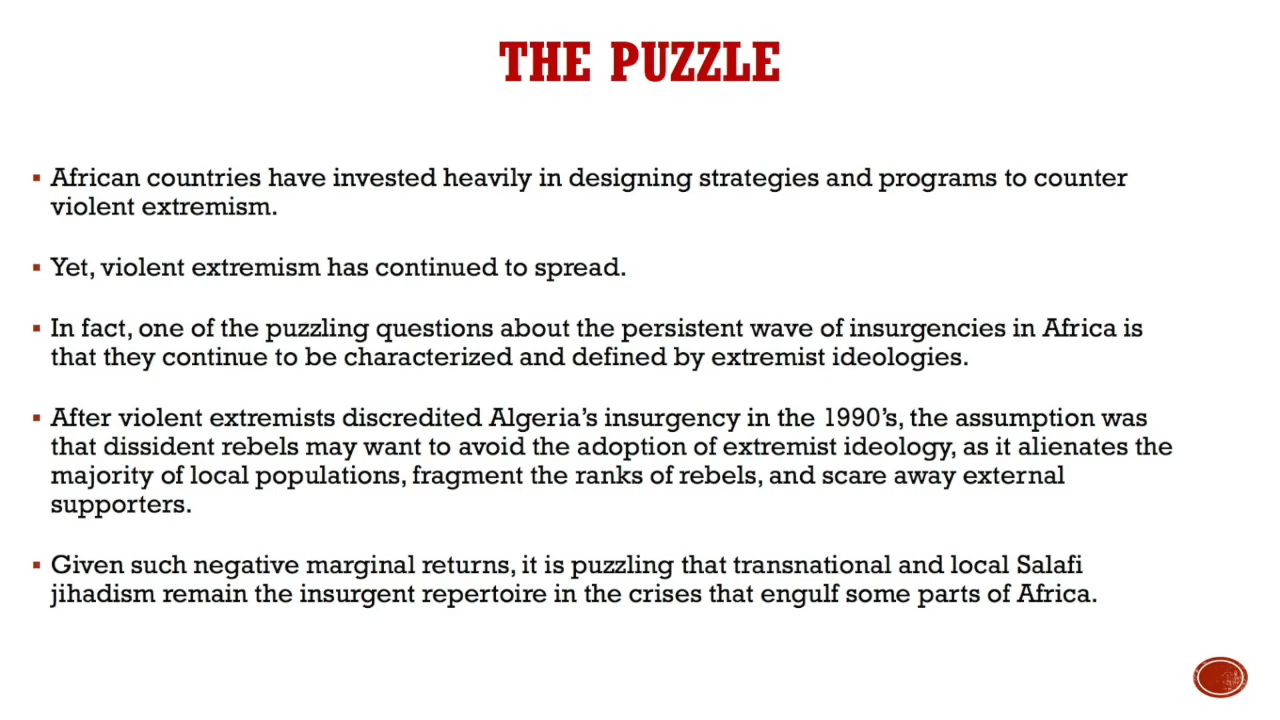 THE PUZZLE
▪ African countries have invested heavily in designing strategies and programs to counter
violent extremism.
▪ Yet, violent extremism has continued to spread.
▪ In fact, one of the puzzling questions about the persistent wave of insurgencies in Africa is
that they continue to be characterized and defined by extremist ideologies.
▪ After violent extremists discredited Algeria’s insurgency in the 1990’s, the assumption was
that dissident rebels may want to avoid the adoption of extremist ideology, as it alienates the
majority of local populations, fragment the ranks of rebels, and scare away external
supporters.
▪ Given such negative marginal returns, it is puzzling that transnational and local Salafi
jihadism remain the insurgent repertoire in the crises that engulf some parts of Africa.